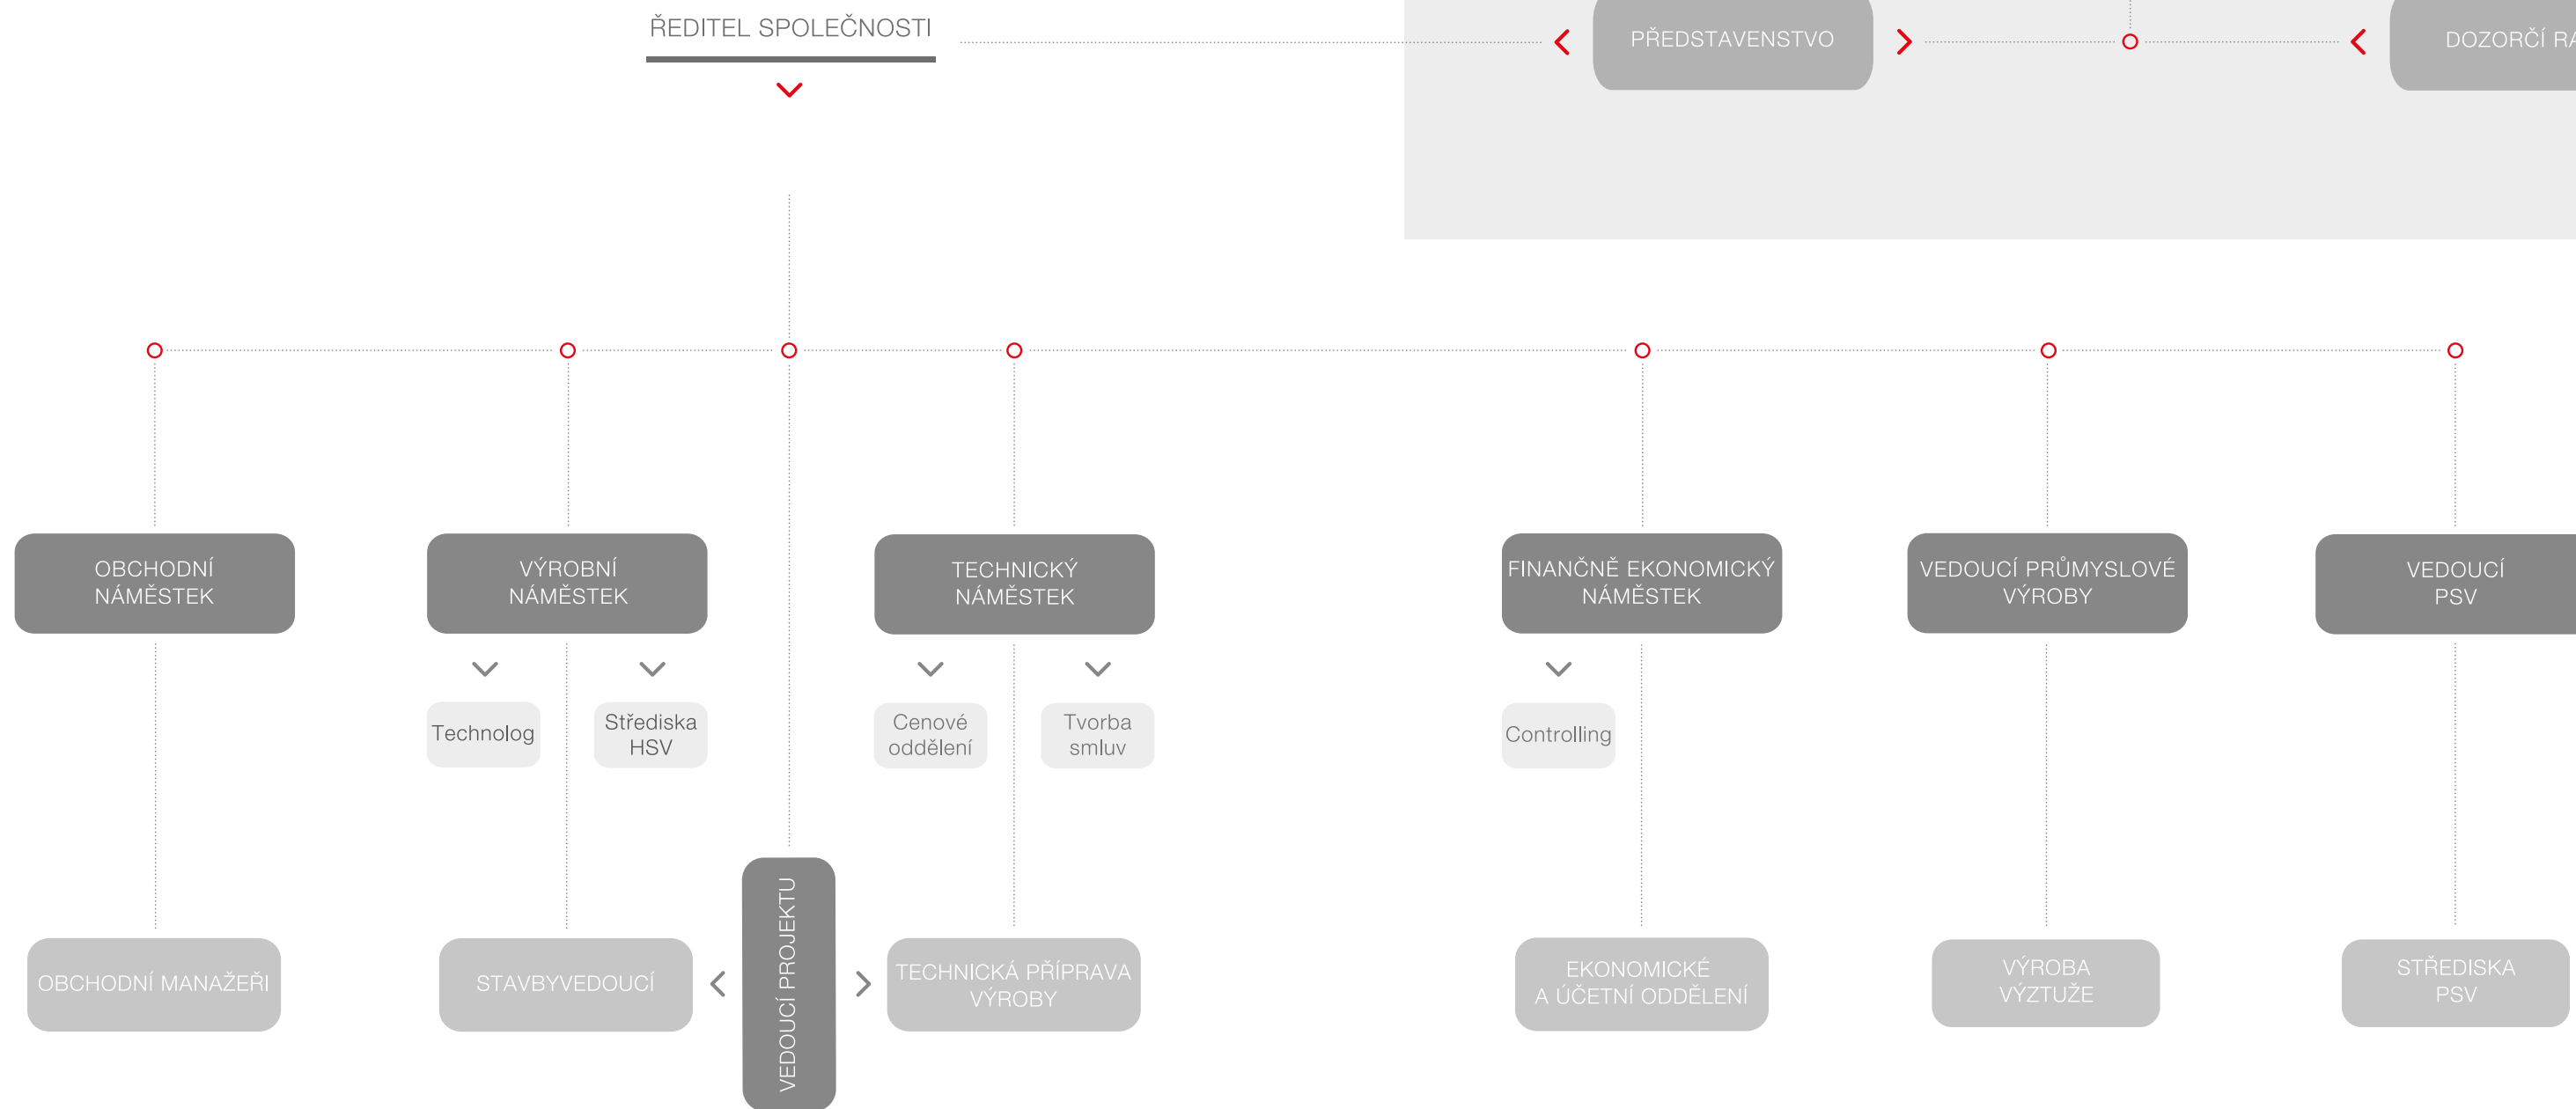 ŘEDITEL SPOLEČNOSTI
PŘEDSTAVENSTVO
DOZORČÍ
OBCHODNÍ
NÁMĚSTEK
VÝROBNÍ
NÁMĚSTEK
TECHNICKÝ
NÁMĚSTEK
FINANČNĚ EKONOMICKÝ
NÁMĚSTEK
VEDOUCÍ PRŮMYSLOVÉ
VÝROBY
VEDOUCÍ
PSV
Technolog
Střediska
HSV
Cenové
oddělení
Tvorba
smluv
Controlling
VEDOUCÍ PROJEKTU
OBCHODNÍ MANAŽEŘI
STAVBYVEDOUCÍ
TECHNICKÁ PŘÍPRAVA
VÝROBY
EKONOMICKÉ
A ÚČETNÍ ODDĚLENÍ
VÝROBA
VÝZTUŽE
STŘEDISKA
PSV